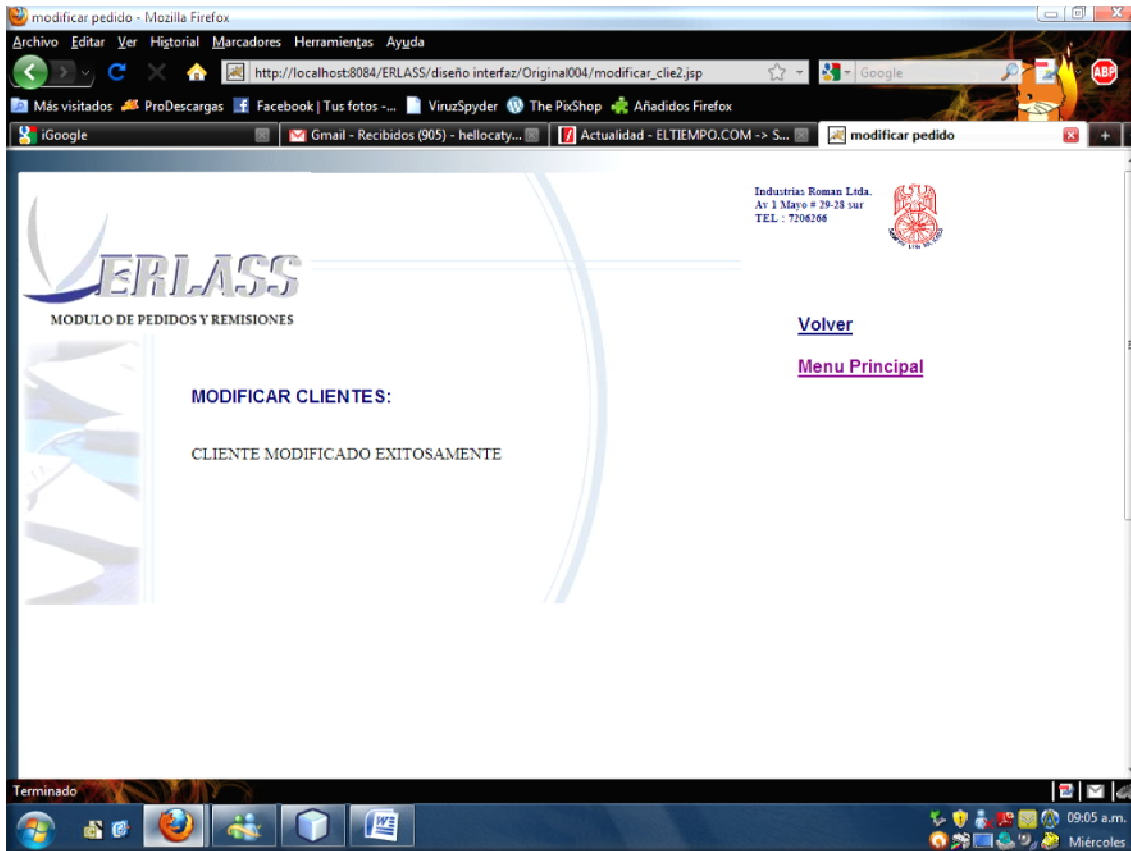 modificar pedido - Mozilla Firefox
Archivo Editar Ver Historial Marcadores Herramientas Ayuda
http://localhost:8084/ERLASS/diseño interfaz/Original004/modificar_clie2.jsp
Google
ABP
Más visitados ProDescargas Facebook | Tus fotos -... ViruzSpyder The PixShop Añadidos Firefox
iGoogle
Gmail - Recibidos (905) - hellocaty...
Actualidad - ELTIEMPO.COM -> S...
modificar pedido
Industrias Roman Ltda.
Av 1 Mayo # 29-28 sur
TEL : 7206266
ERLASS
MODULO DE PEDIDOS Y REMISIONES
Volver
Menu Principal
MODIFICAR CLIENTES:
CLIENTE MODIFICADO EXITOSAMENTE
Terminado
09:05 a.m.
Miércoles